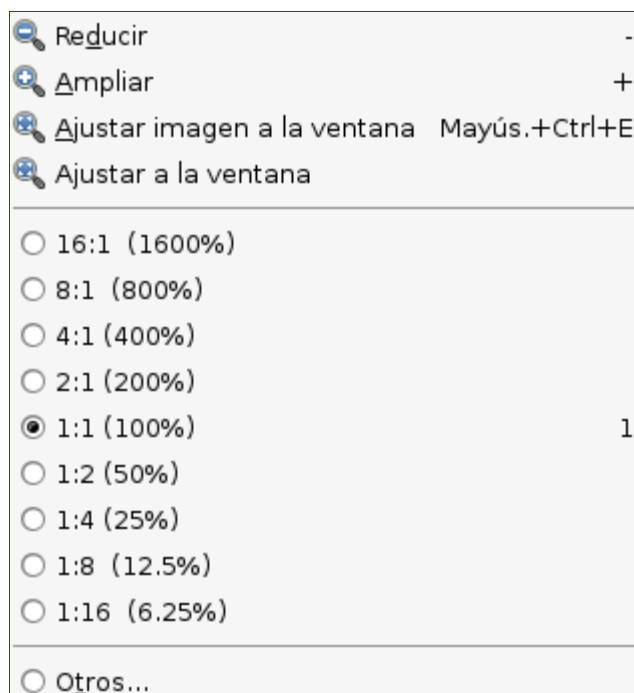 Reducir -
Ampliar +
Ajustar imagen a la ventana Mayús.+Ctrl+E
Ajustar a la ventana
16:1 (1600%)
8:1 (800%)
4:1 (400%)
2:1 (200%)
1:1 (100%) 1
1:2 (50%)
1:4 (25%)
1:8 (12.5%)
1:16 (6.25%)
Otros...